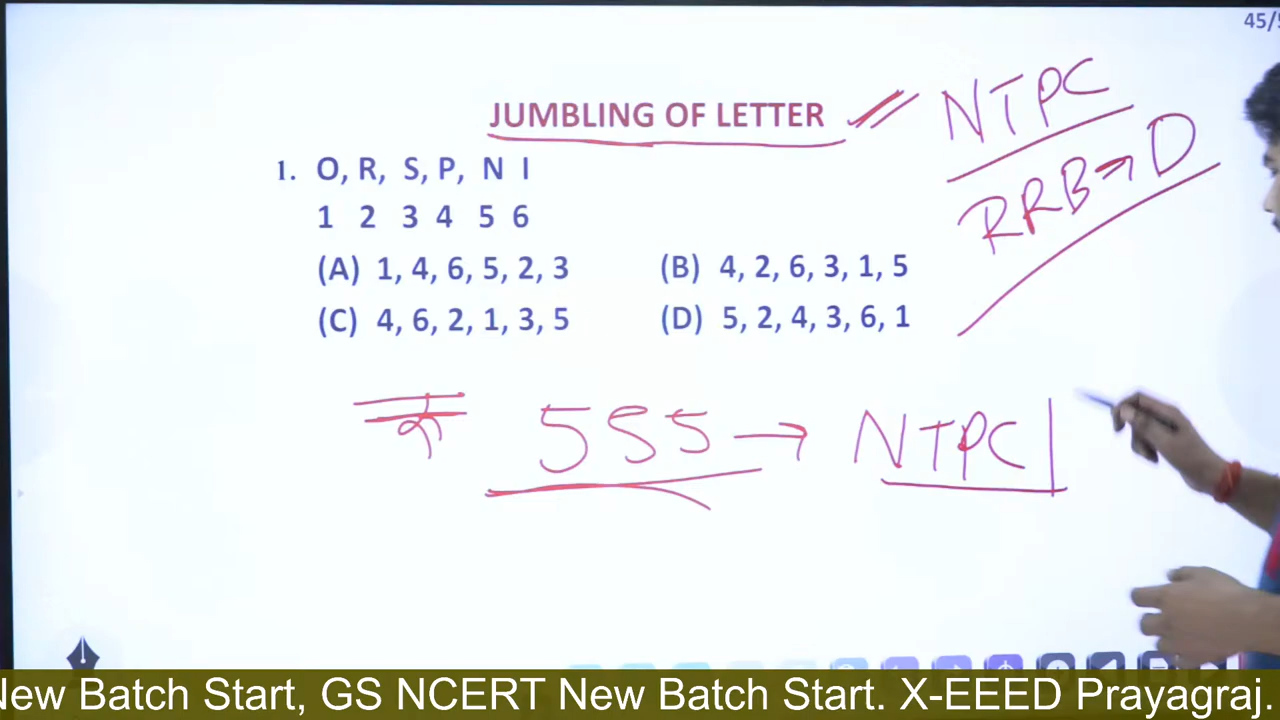 45/
JUMBLING OF LETTER
NTPC
RRB → D
1. O, R, S, P, N I
1 2 3 4 5 6
(A) 1, 4, 6, 5, 2, 3 (B) 4, 2, 6, 3, 1, 5
(C) 4, 6, 2, 1, 3, 5 (D) 5, 2, 4, 3, 6, 1
555 → NTPC
New Batch Start, GS NCERT New Batch Start. X-EEED Prayagraj.